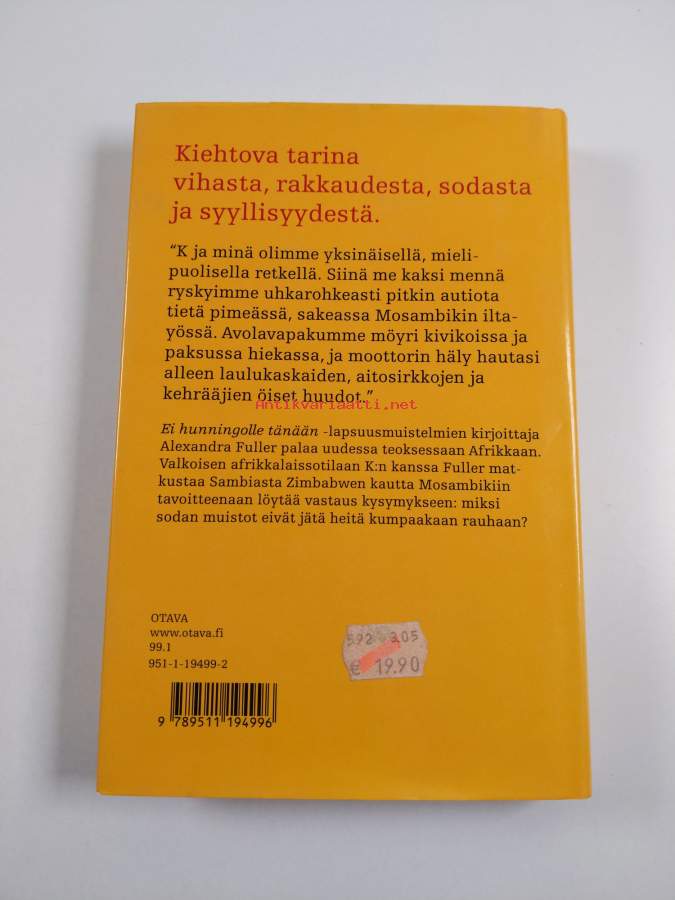 Kiehtova tarina
vihasta, rakkaudesta, sodasta
ja syyllisyydestä.
“K ja minä olimme yksinäisellä, mieli-
puolisella retkellä. Siinä me kaksi mennä
ryskyimme uhkarohkeasti pitkin autiota
tietä pimeässä, sakeassa Mosambikin ilta-
yössä. Avolavapakumme möyri kivikoissa ja
paksussa hiekassa, ja moottorin häly hautasi
alleen laulukaskaiden, aitosirkkojen ja
kehrääjien öiset huudot.”
Antikvariaatti.net
Ei hunningolle tänään -lapsuusmuistelmien kirjoittaja
Alexandra Fuller palaa uudessa teoksessaan Afrikkaan.
Valkoisen afrikkalaissotilaan K:n kanssa Fuller mat-
kustaa Sambiasta Zimbabwen kautta Mosambikiin
tavoitteenaan löytää vastaus kysymykseen: miksi
sodan muistot eivät jätä heitä kumpaakaan rauhaan?
OTAVA
www.otava.fi
99.1
951-1-19499-2
9 789511 194996
€ 19.90